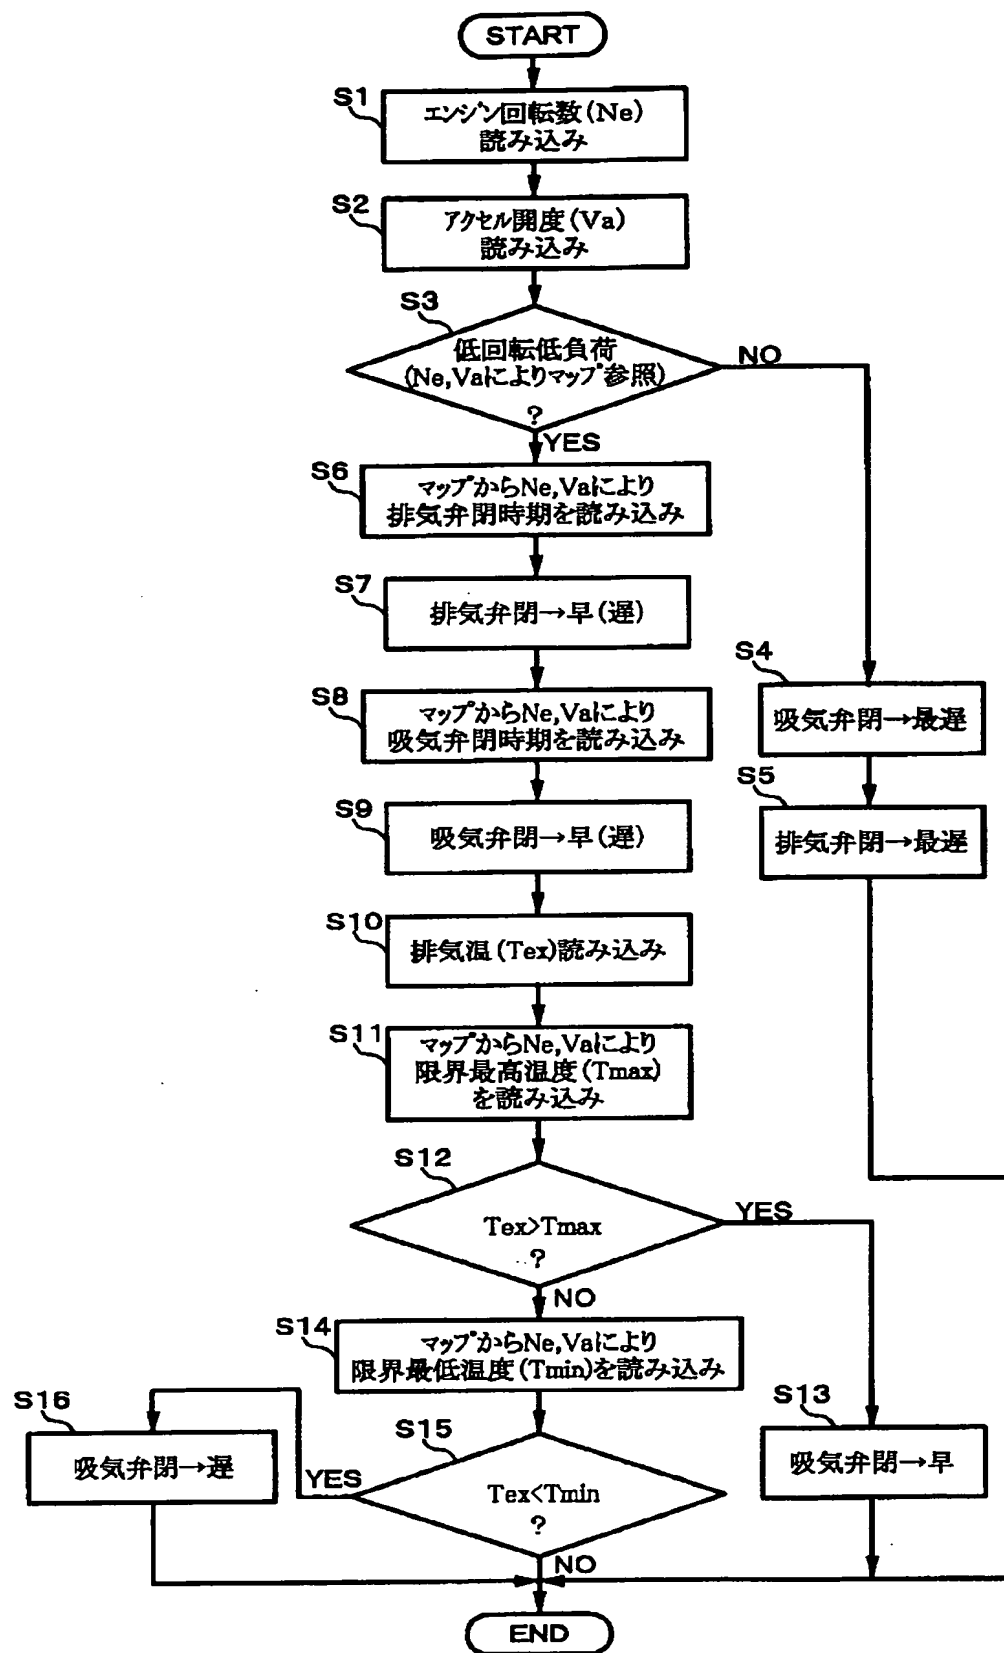 START
S1
エンジン回転数(Ne)
読み込み
S2
アクセル開度(Va)
読み込み
S3
低回転低負荷
(Ne,Vaによりマップ参照)
?
NO
YES
S6
マップからNe,Vaにより
排気弁閉時期を読み込み
S7
排気弁閉→早(遅)
S4
吸気弁閉→最遅
S8
マップからNe,Vaにより
吸気弁閉時期を読み込み
S5
排気弁閉→最遅
S9
吸気弁閉→早(遅)
S10
排気温(Tex)読み込み
S11
マップからNe,Vaにより
限界最高温度(Tmax)
を読み込み
S12
Tex>Tmax
?
YES
NO
S14
マップからNe,Vaにより
限界最低温度(Tmin)を読み込み
S16
吸気弁閉→遅
S15
YES
Tex<Tmin
?
S13
吸気弁閉→早
NO
END